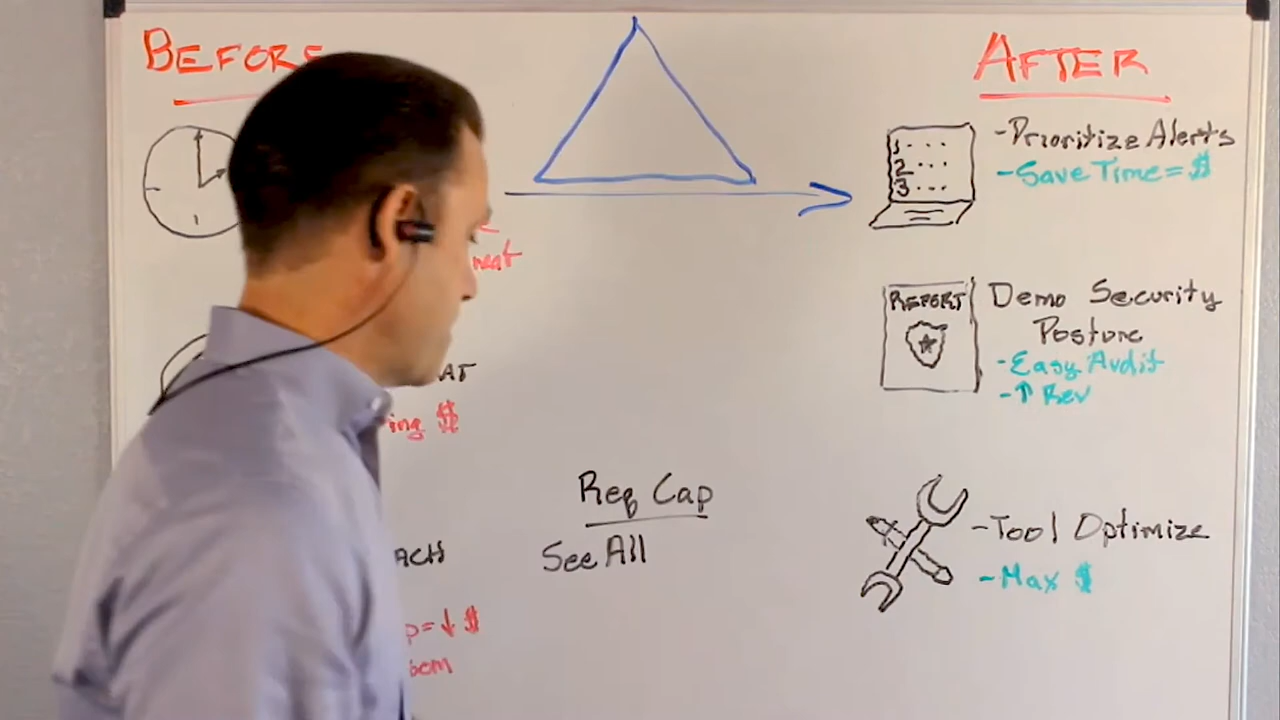 BEFORE
AFTER
1...
2...
3...
-Prioritize Alerts
-Save Time=$
REPORT
Demo Security
Posture
-Easy Audit
-↑ Rev
$
Req Cap
See All
-Tool Optimize
-Max $
=↓ $